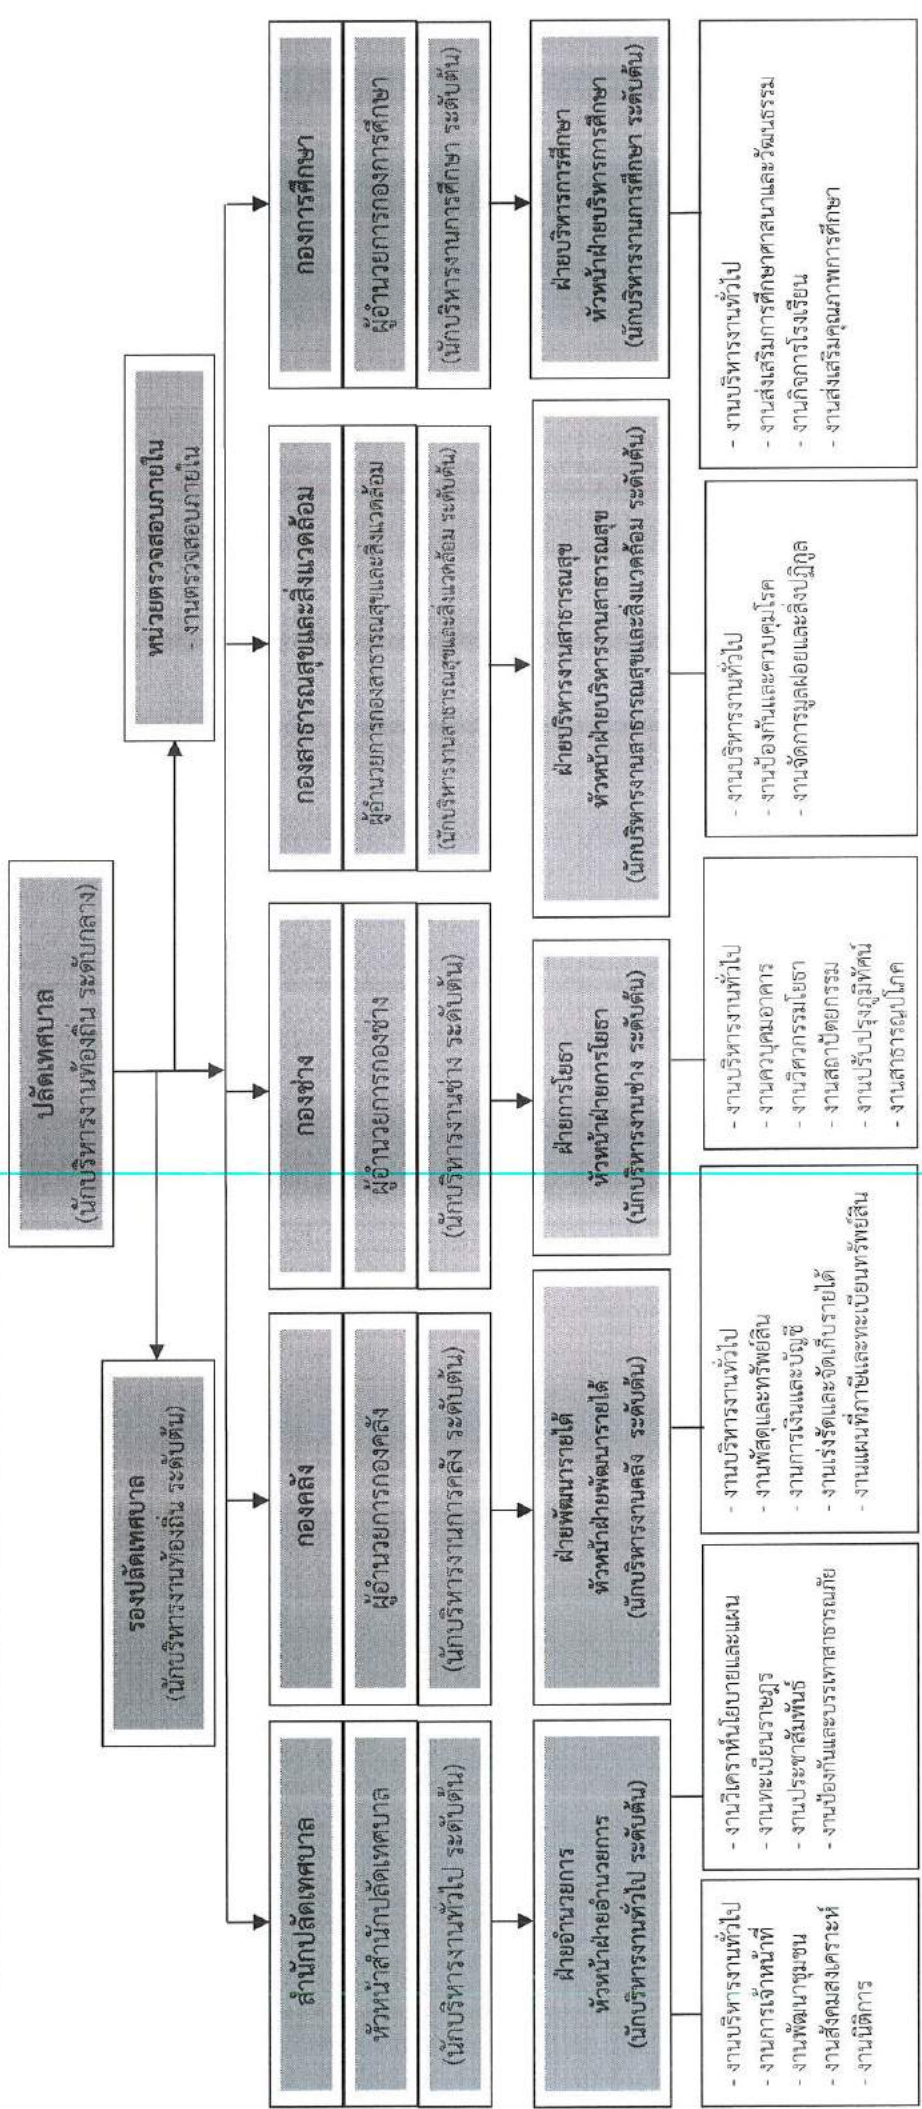 ปลัดเทศบาล
(นักบริหารงานท้องถิ่น ระดับกลาง)
รองปลัดเทศบาล
(นักบริหารงานท้องถิ่น ระดับต้น)
หน่วยตรวจสอบภายใน
- งานตรวจสอบภายใน
สำนักปลัดเทศบาล
หัวหน้าสำนักปลัดเทศบาล
(นักบริหารงานทั่วไป ระดับต้น)
กองคลัง
ผู้อำนวยการกองคลัง
(นักบริหารงานการคลัง ระดับต้น)
กองช่าง
ผู้อำนวยการกองช่าง
(นักบริหารงานช่าง ระดับต้น)
กองสาธารณสุขและสิ่งแวดล้อม
ผู้อำนวยการกองสาธารณสุขและสิ่งแวดล้อม
(นักบริหารงานสาธารณสุขและสิ่งแวดล้อม ระดับต้น)
กองการศึกษา
ผู้อำนวยการกองการศึกษา
(นักบริหารงานการศึกษา ระดับต้น)
ฝ่ายอำนวยการ
หัวหน้าฝ่ายอำนวยการ
(นักบริหารงานทั่วไป ระดับต้น)
ฝ่ายพัฒนารายได้
หัวหน้าฝ่ายพัฒนารายได้
(นักบริหารงานคลัง ระดับต้น)
ฝ่ายการโยธา
หัวหน้าฝ่ายการโยธา
(นักบริหารงานช่าง ระดับต้น)
ฝ่ายบริหารงานสาธารณสุข
หัวหน้าฝ่ายบริหารงานสาธารณสุข
(นักบริหารงานสาธารณสุขและสิ่งแวดล้อม ระดับต้น)
ฝ่ายบริหารการศึกษา
หัวหน้าฝ่ายบริหารการศึกษา
(นักบริหารงานการศึกษา ระดับต้น)
- งานบริหารงานทั่วไป
- งานการเจ้าหน้าที่
- งานพัฒนาชุมชน
- งานสังคมสงเคราะห์
- งานนิติการ
- งานวิเคราะห์นโยบายและแผน
- งานทะเบียนราษฎร
- งานประชาสัมพันธ์
- งานป้องกันและบรรเทาสาธารณภัย
- งานบริหารงานทั่วไป
- งานพัสดุและทรัพย์สิน
- งานการเงินและบัญชี
- งานเร่งรัดและจัดเก็บรายได้
- งานแผนที่ภาษีและทะเบียนทรัพย์สิน
- งานบริหารงานทั่วไป
- งานควบคุมอาคาร
- งานวิศวกรรมโยธา
- งานสถาปัตยกรรม
- งานปรับปรุงภูมิทัศน์
- งานสาธารณูปโภค
- งานบริหารงานทั่วไป
- งานป้องกันและควบคุมโรค
- งานจัดการมูลฝอยและสิ่งปฏิกูล
- งานบริหารงานทั่วไป
- งานส่งเสริมการศึกษาศาสนาและวัฒนธรรม
- งานกิจการโรงเรียน
- งานส่งเสริมคุณภาพการศึกษา